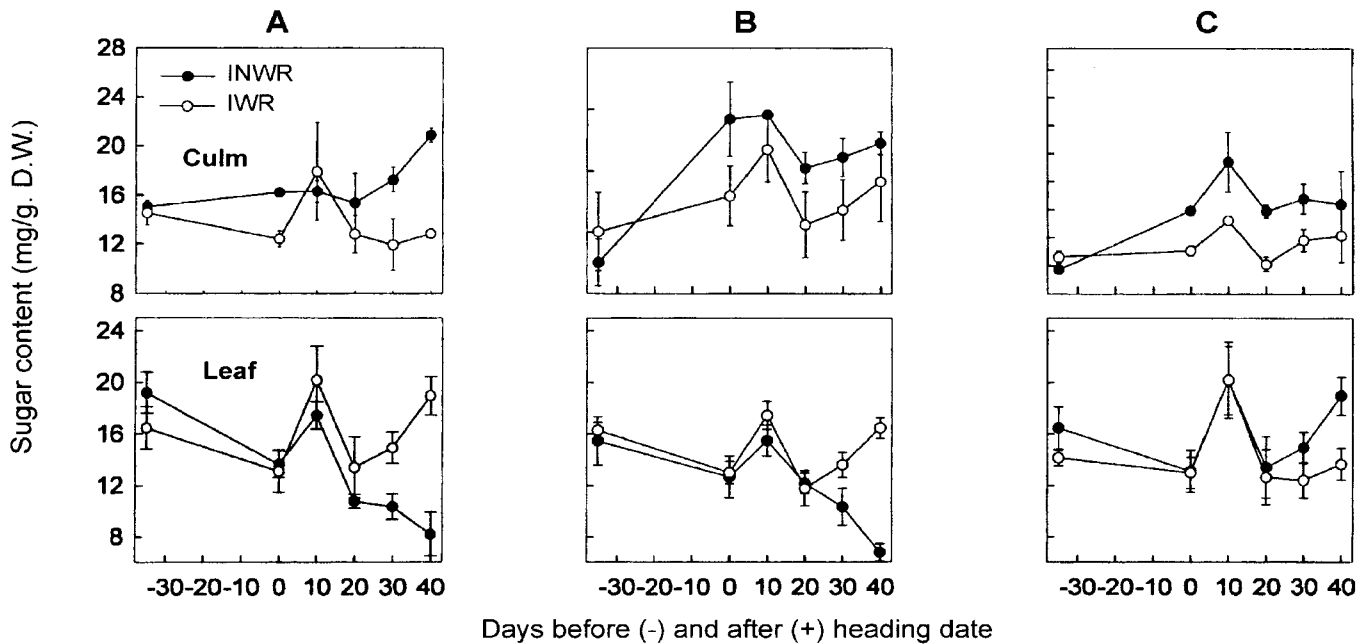 A B C
28
24
20
16
12
8
INWR
IWR
Culm
24
20
16
12
8
Leaf
-30 -20 -10 0 10 20 30 40
-30 -20 -10 0 10 20 30 40
-30 -20 -10 0 10 20 30 40
Sugar content (mg/g. D.W.)
Days before (-) and after (+) heading date